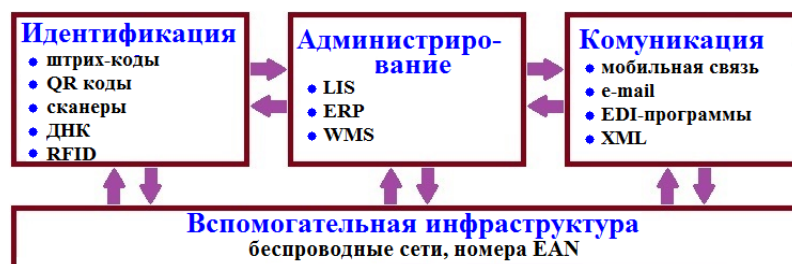 Идентификация
штрих-коды
QR коды
сканеры
ДНК
RFID
Администриро-
вание
LIS
ERP
WMS
Комуникация
мобильная связь
e-mail
EDI-программы
XML
Вспомогательная инфраструктура
беспроводные сети, номера EAN